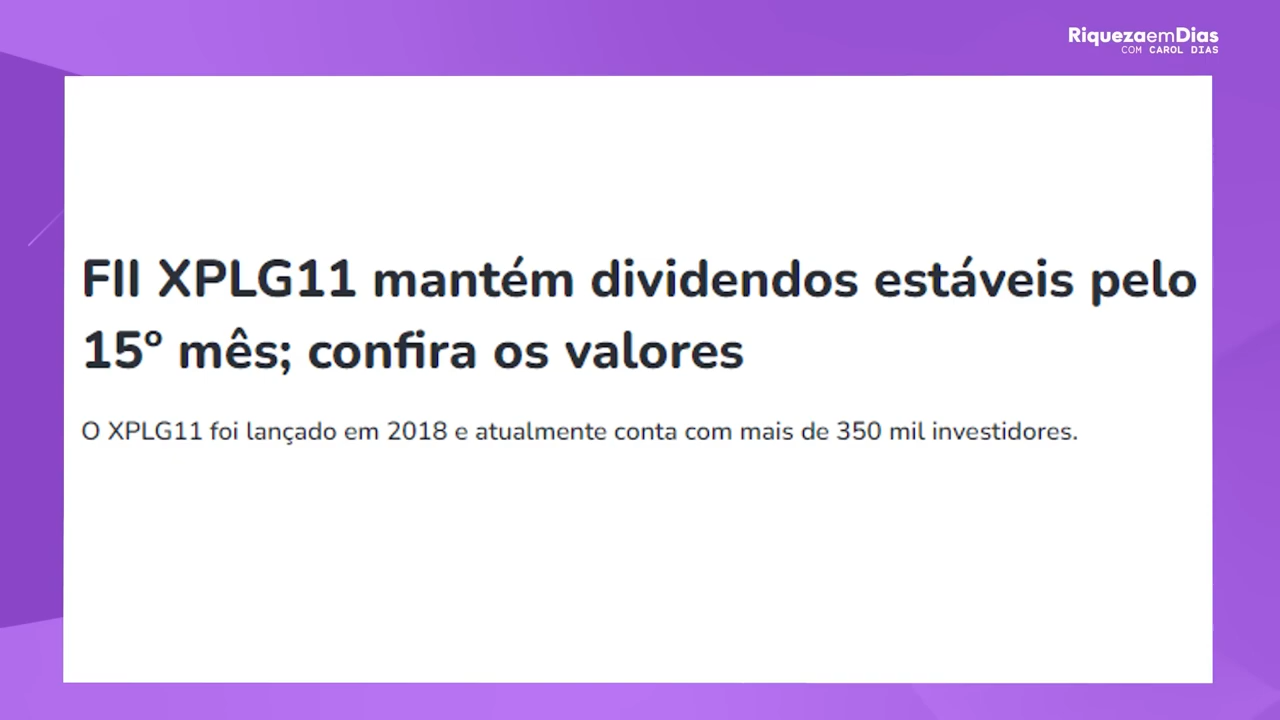 RiquezaemDias
COM CAROL DIAS
FII XPLG11 mantém dividendos estáveis pelo
15º mês; confira os valores
O XPLG11 foi lançado em 2018 e atualmente conta com mais de 350 mil investidores.